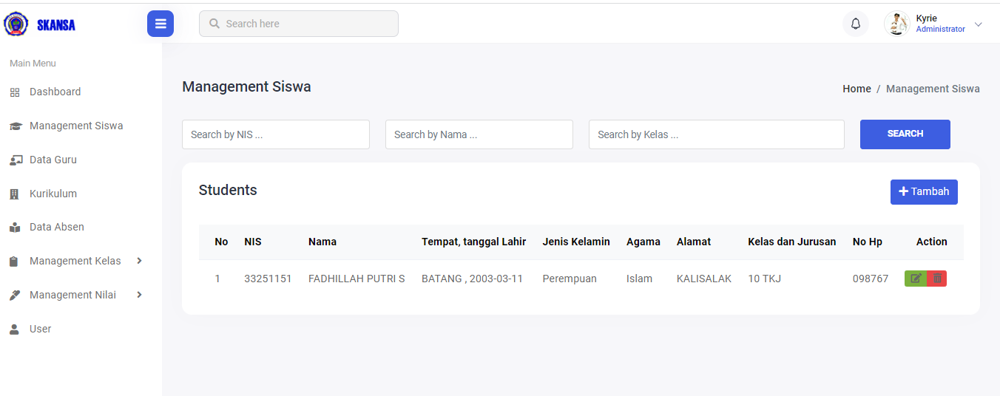 SKANSA
Search here
Kyrie
Administrator
Main Menu
Dashboard
Management Siswa
Data Guru
Kurikulum
Data Absen
Management Kelas
Management Nilai
User
Management Siswa
Home / Management Siswa
Search by NIS ...
Search by Nama ...
Search by Kelas ...
SEARCH
Students
Tambah
No NIS Nama Tempat, tanggal Lahir Jenis Kelamin Agama Alamat Kelas dan Jurusan No Hp Action
1 33251151 FADHILLAH PUTRI S BATANG , 2003-03-11 Perempuan Islam KALISALAK 10 TKJ 098767